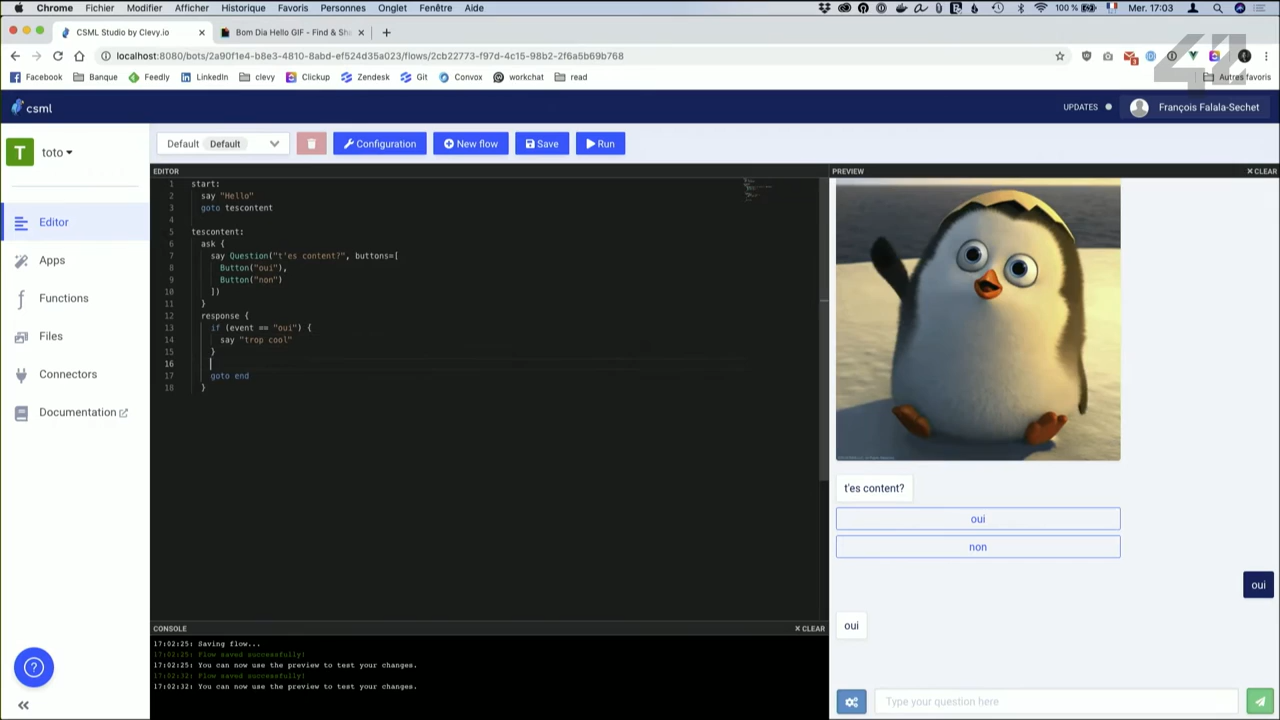 Chrome Fichier Modifier Afficher Historique Favoris Personnes Onglet Fenêtre Aide 100 % Mer. 17:03
CSML Studio by Clevy.io
Bom Dia Hello GIF - Find & Sha
localhost:8080/bots/2a90f1e4-b8e3-4810-8abd-ef524d35a023/flows/2cb22773-f97d-4c15-98b2-2f6a5b69b768
Facebook Banque Feedly LinkedIn clevy Clickup Zendesk Git Convox workchat read Autres favoris
42
csml
UPDATES
François Falala-Sechet
T toto
Default Default Configuration New flow Save Run
EDITOR
PREVIEW
CLEAR
Editor
Apps
Functions
Files
Connectors
Documentation
1 start:
2 say "Hello"
3 goto tescontent
4
5 tescontent:
6 ask {
7 say Question("t'es content?", buttons=[
8 Button("oui"),
9 Button("non")
10 ])
11 }
12 response {
13 if (event == "oui") {
14 say "trop cool"
15 }
16
17 goto end
18 }
t'es content?
oui
non
oui
oui
CONSOLE
CLEAR
17:02:25: Saving flow...
17:02:25: Flow saved successfully!
17:02:25: You can now use the preview to test your changes.
17:02:32: Flow saved successfully!
17:02:32: You can now use the preview to test your changes.
Type your question here